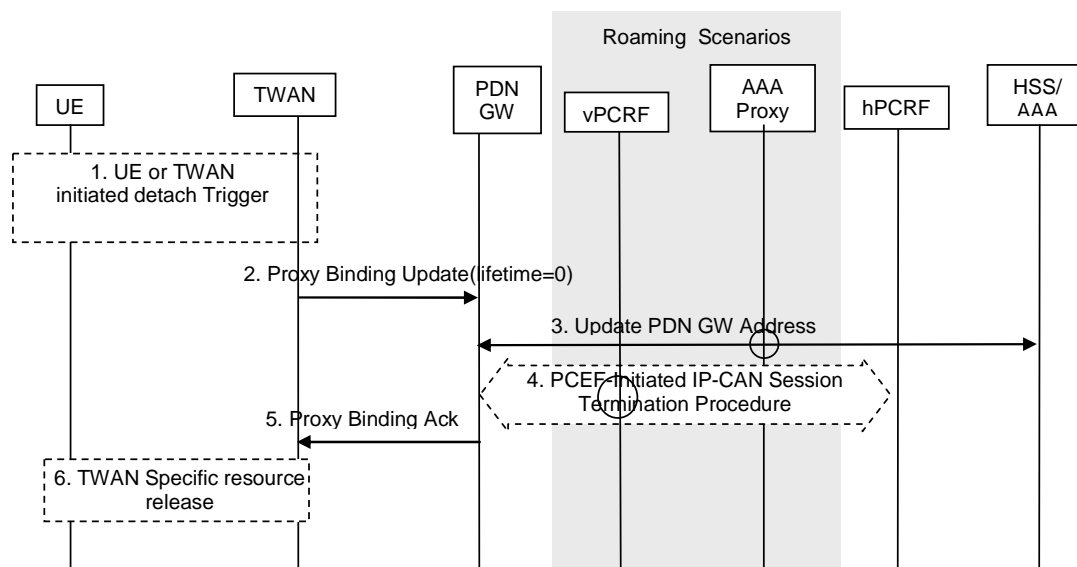 Roaming Scenarios
UE
TWAN
PDN
GW
vPCRF
AAA
Proxy
hPCRF
HSS/
AAA
1. UE or TWAN
initiated detach Trigger
2. Proxy Binding Update(lifetime=0)
3. Update PDN GW Address
4. PCEF-Initiated IP-CAN Session
Termination Procedure
5. Proxy Binding Ack
6. TWAN Specific resource
release